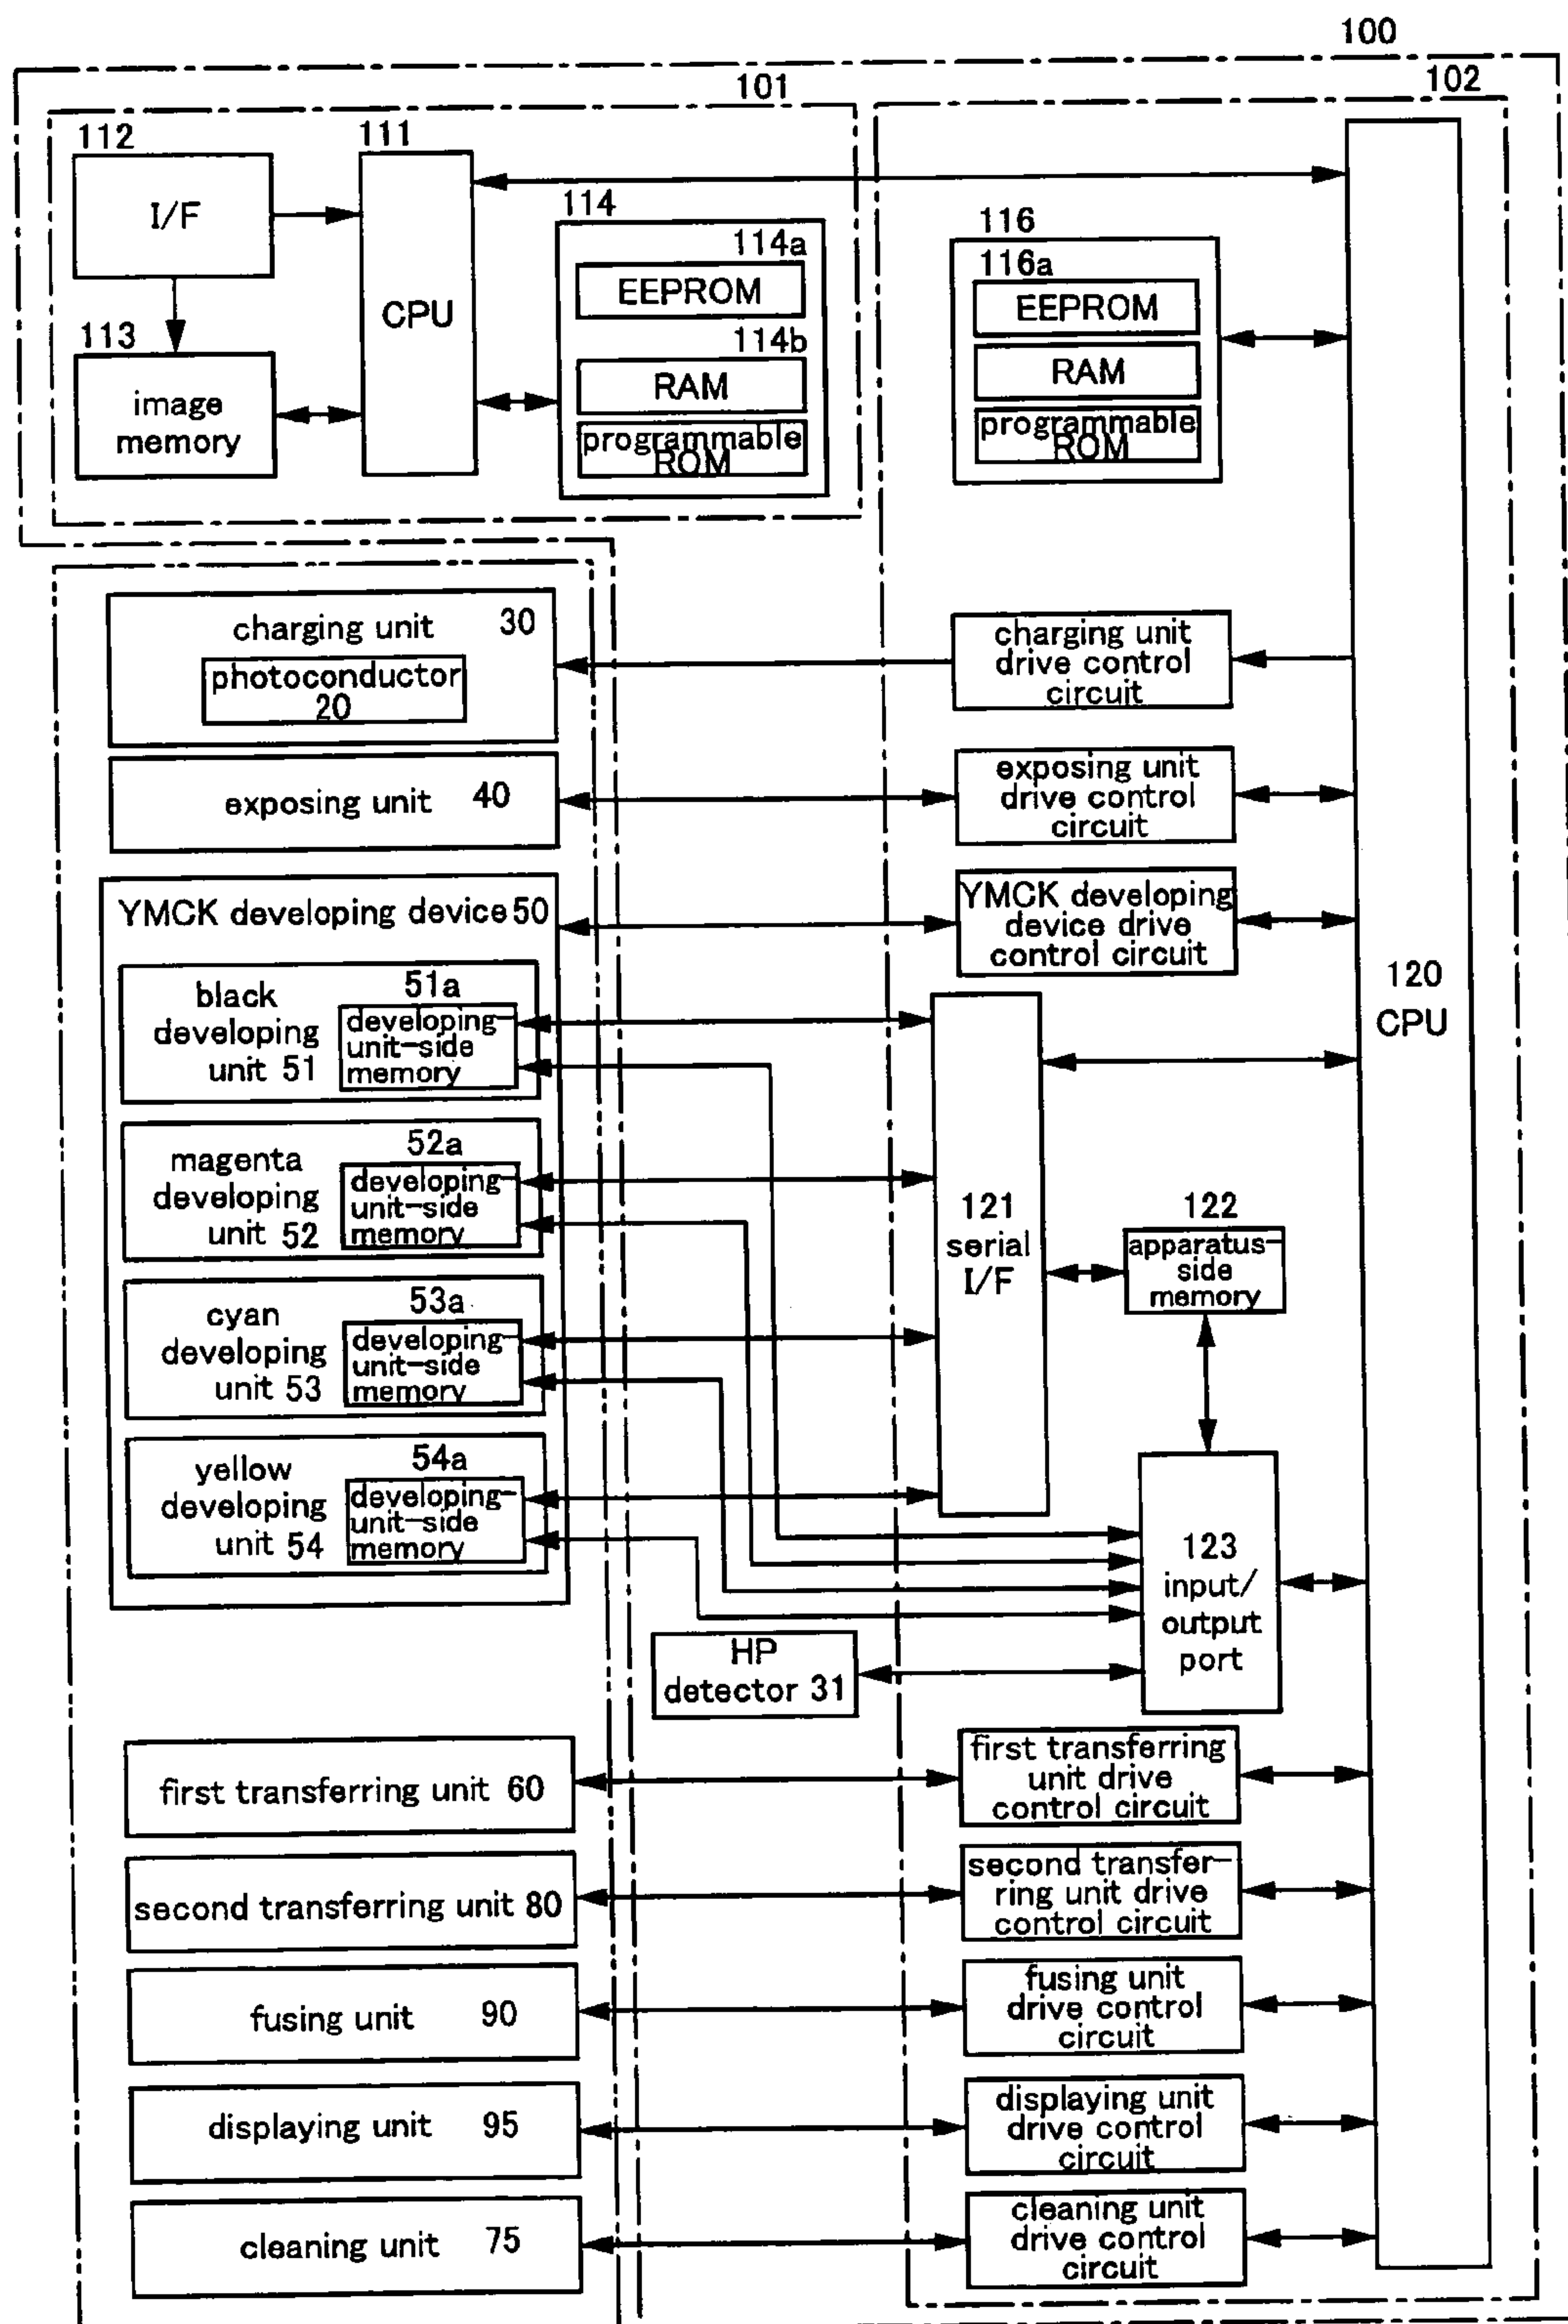 100
101
102
112
I/F
111
CPU
113
image
memory
114
114a
EEPROM
114b
RAM
programmable
ROM
116
116a
EEPROM
RAM
programmable
ROM
charging unit 30
photoconductor
20
charging unit
drive control
circuit
exposing unit 40
exposing unit
drive control
circuit
YMCK developing device 50
YMCK developing
device drive
control circuit
120
CPU
black
developing
unit 51
51a
developing-
unit-side
memory
magenta
developing
unit 52
52a
developing-
unit-side
memory
121
serial
I/F
122
apparatus-
side
memory
cyan
developing
unit 53
53a
developing-
unit-side
memory
yellow
developing
unit 54
54a
developing-
unit-side
memory
123
input/
output
port
HP
detector 31
first transferring unit 60
first transferring
unit drive
control circuit
second transferring unit 80
second transfer-
ring unit drive
control circuit
fusing unit 90
fusing unit
drive control
circuit
displaying unit 95
displaying unit
drive control
circuit
cleaning unit 75
cleaning unit
drive control
circuit